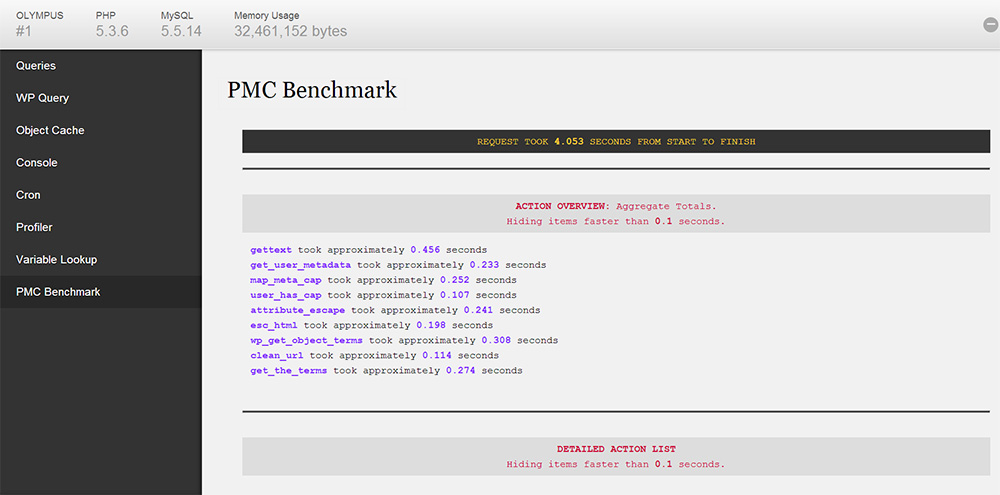 OLYMPUS PHP MySQL Memory Usage
#1 5.3.6 5.5.14 32,461,152 bytes
Queries
WP Query
Object Cache
Console
Cron
Profiler
Variable Lookup
PMC Benchmark
PMC Benchmark
REQUEST TOOK 4.053 SECONDS FROM START TO FINISH
ACTION OVERVIEW: Aggregate Totals.
Hiding items faster than 0.1 seconds.
gettext took approximately 0.456 seconds
get_user_metadata took approximately 0.233 seconds
map_meta_cap took approximately 0.252 seconds
user_has_cap took approximately 0.107 seconds
attribute_escape took approximately 0.241 seconds
esc_html took approximately 0.198 seconds
wp_get_object_terms took approximately 0.308 seconds
clean_url took approximately 0.114 seconds
get_the_terms took approximately 0.274 seconds
DETAILED ACTION LIST
Hiding items faster than 0.1 seconds.